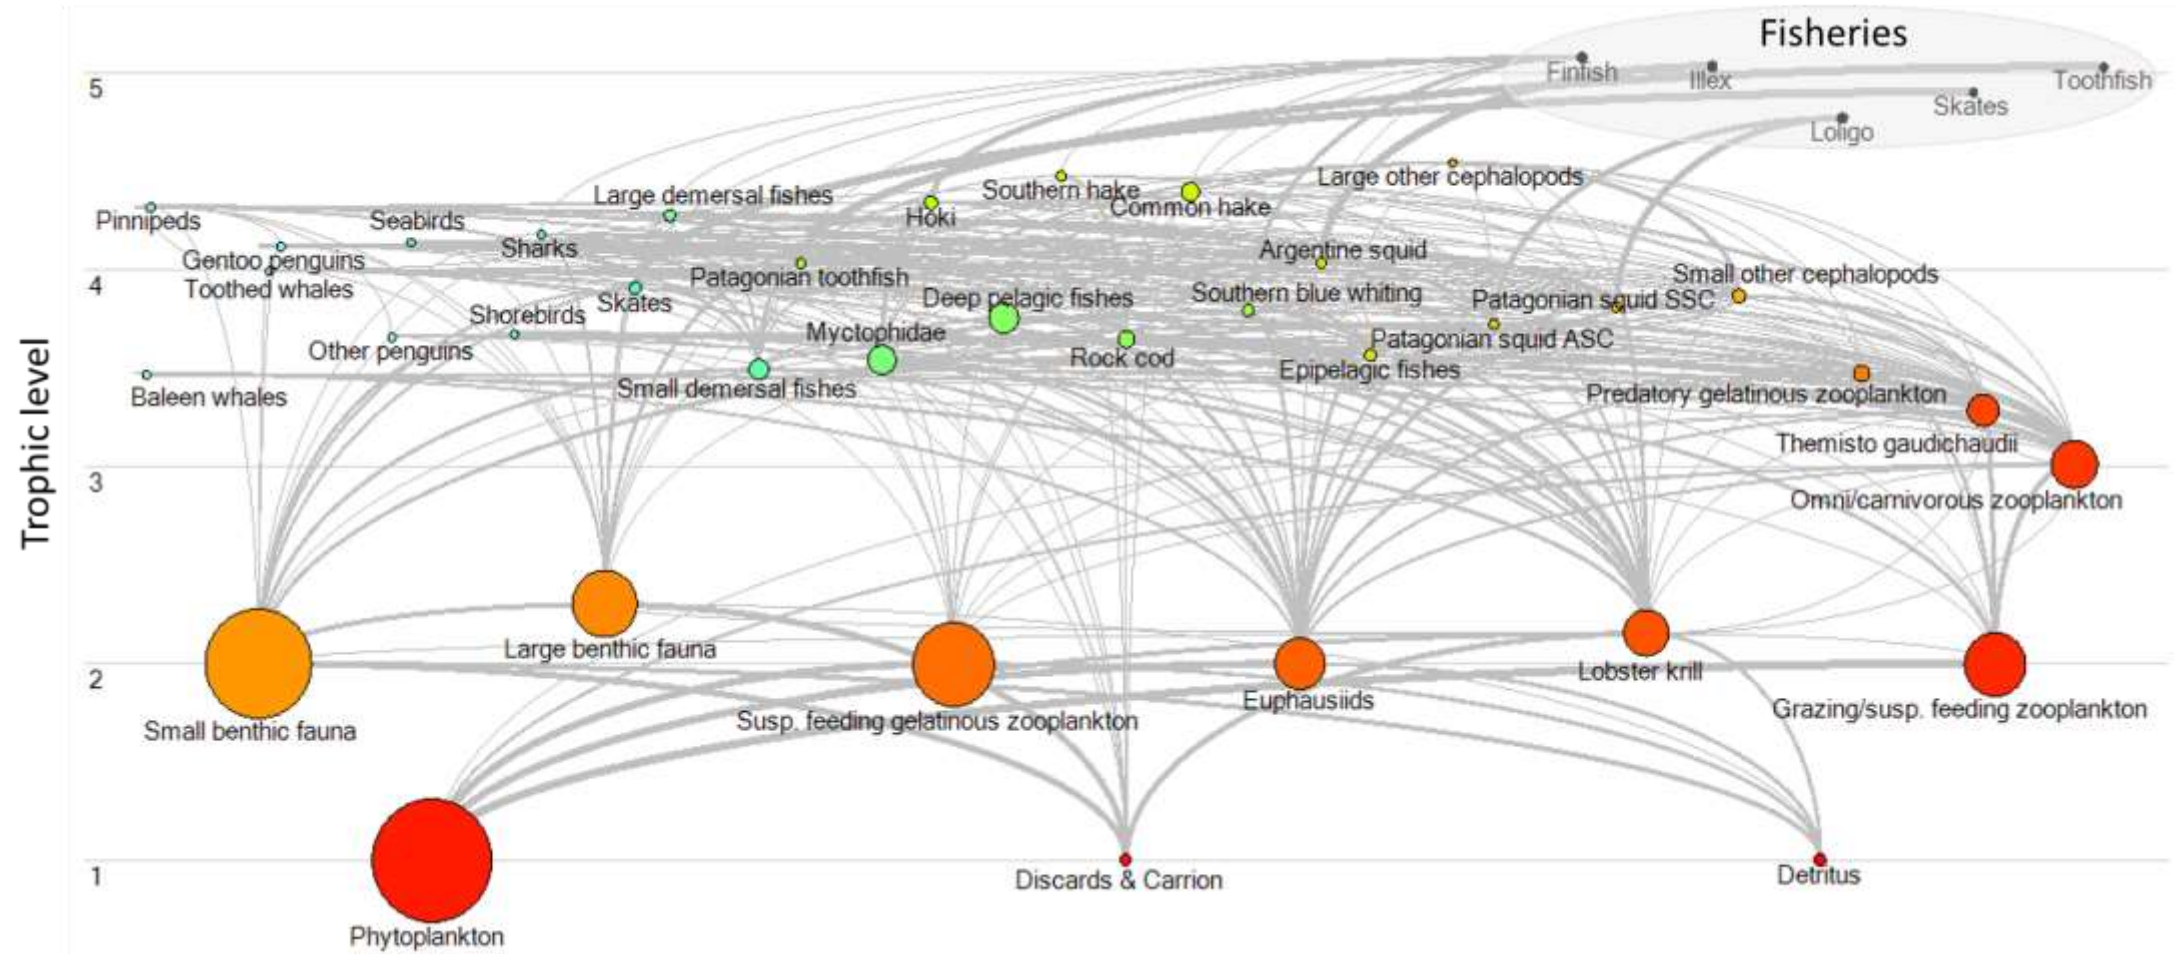 Fisheries
Finfish
Illex
Toothfish
Skates
Loligo
5
Large other cephalopods
Southern hake
Large demersal fishes
Common hake
Pinnipeds
Seabirds
Hoki
Sharks
Argentine squid
Gentoo penguins
Patagonian toothfish
Small other cephalopods
4
Toothed whales
Skates
Deep pelagic fishes
Southern blue whiting
Patagonian squid SSC
Shorebirds
Myctophidae
Patagonian squid ASC
Other penguins
Rock cod
Epipelagic fishes
Small demersal fishes
Predatory gelatinous zooplankton
Baleen whales
Themisto gaudichaudii
Trophic level
3
Omni/carnivorous zooplankton
Large benthic fauna
2
Lobster krill
Euphausiids
Grazing/susp. feeding zooplankton
Susp. feeding gelatinous zooplankton
Small benthic fauna
1
Discards & Carrion
Detritus
Phytoplankton